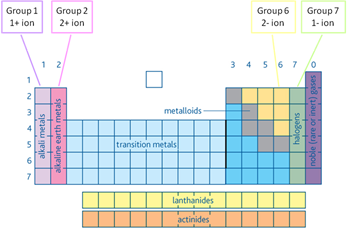 Group 1
1+ ion
Group 2
2+ ion
Group 6
2- ion
Group 7
1- ion
1 2
3 4 5 6 7 0
1
2
3
4
5
6
7
alkali metals
alkaline earth metals
transition metals
metalloids
halogens
noble (rare or inert) gases
lanthanides
actinides